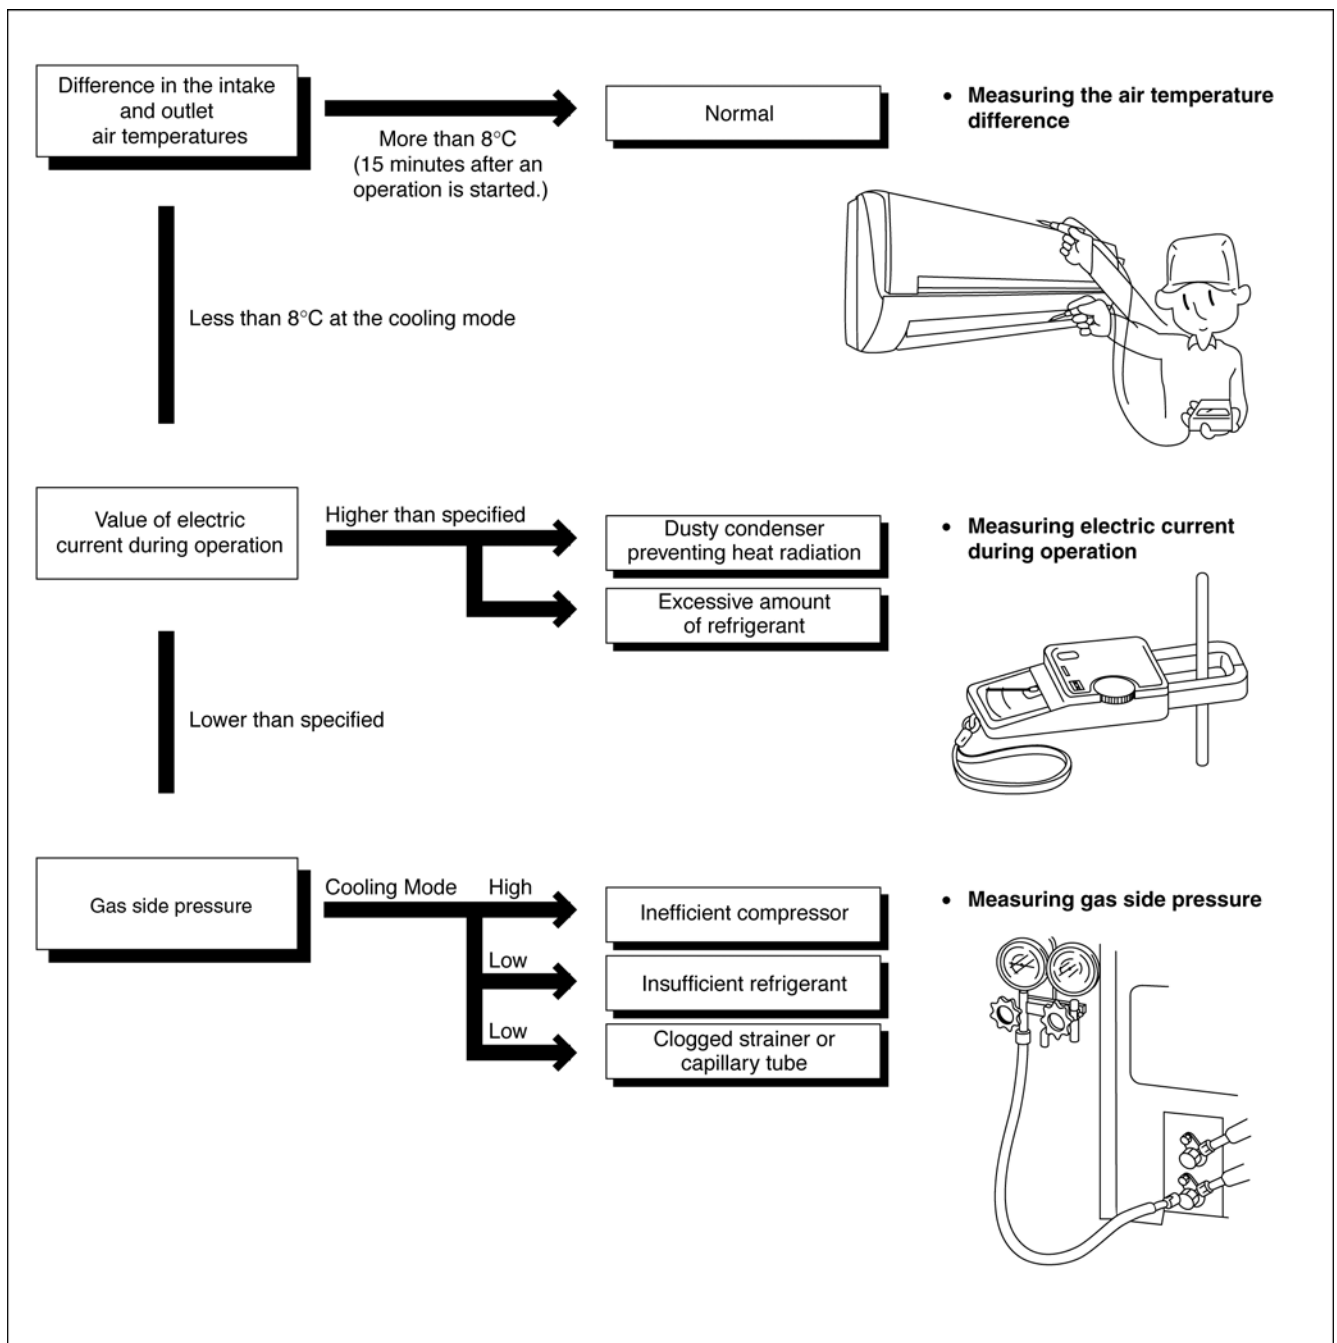 Difference in the intake
and outlet
air temperatures
More than 8°C
(15 minutes after an
operation is started.)
Normal
• Measuring the air temperature
difference
Less than 8°C at the cooling mode
Value of electric
current during operation
Higher than specified
Dusty condenser
preventing heat radiation
Excessive amount
of refrigerant
• Measuring electric current
during operation
Lower than specified
Gas side pressure
Cooling Mode High
Inefficient compressor
Low
Insufficient refrigerant
Low
Clogged strainer or
capillary tube
• Measuring gas side pressure